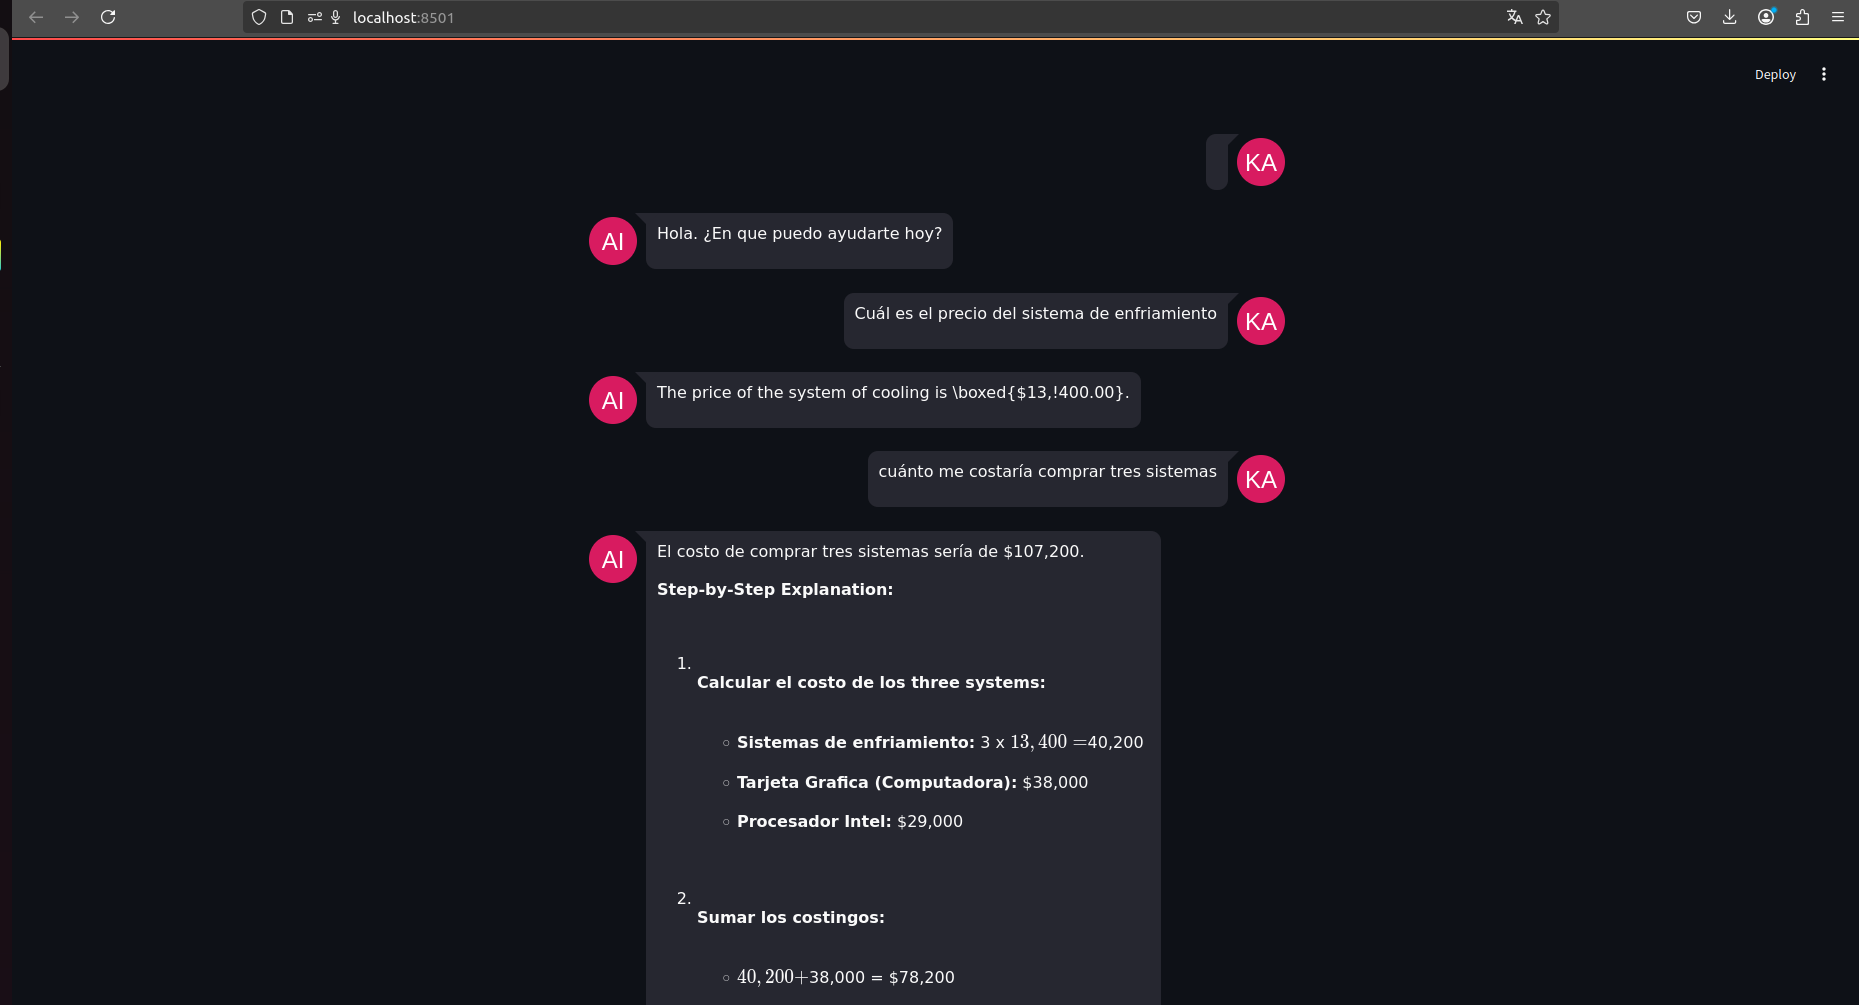 localhost:8501
Deploy
KA
AI
Hola. ¿En que puedo ayudarte hoy?
Cuál es el precio del sistema de enfriamiento
KA
AI
The price of the system of cooling is \boxed{$13,!400.00}.
cuánto me costaría comprar tres sistemas
KA
AI
El costo de comprar tres sistemas sería de $107,200.
Step-by-Step Explanation:
1.
Calcular el costo de los three systems:
Sistemas de enfriamiento: 3 x 13,400 =40,200
Tarjeta Grafica (Computadora): $38,000
Procesador Intel: $29,000
2.
Sumar los costingos:
40,200+38,000 = $78,200